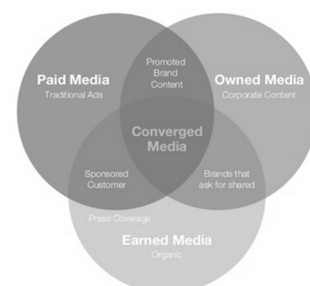 Promoted
Brand
Content
Paid Media
Traditional Ads
Owned Media
Corporate Content
Converged
Media
Sponsored
Customer
Brands that
ask for shared
Press Coverage
Earned Media
Organic